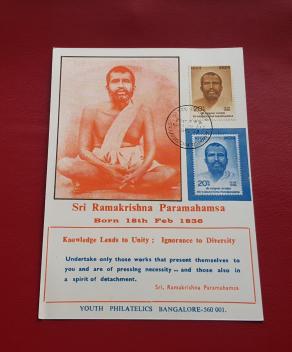 20
20
Sri Ramakrishna Paramahamsa
Born 18th Feb 1836
Knowledge Leads to Unity ; Ignorance to Diversity
Undertake only those works that present themselves to
you and are of pressing necessity .. and those also in
a spirit of detachment.
Sri. Ramakrishna Paramahamsa
YOUTH PHILATELICS BANGALORE-560 001.